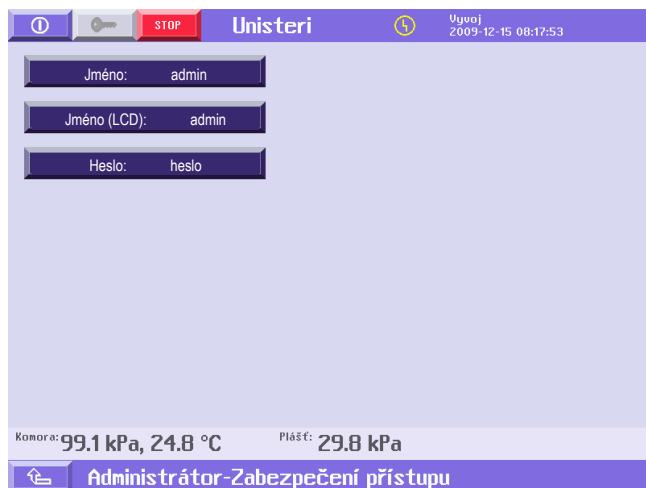 STOP Unisteri Vyvoj
2009-12-15 08:17:53
Jméno: admin
Jméno (LCD): admin
Heslo: heslo
Komora: 99.1 kPa, 24.8 °C Plášť: 29.8 kPa
Administrátor-Zabezpečení přístupu